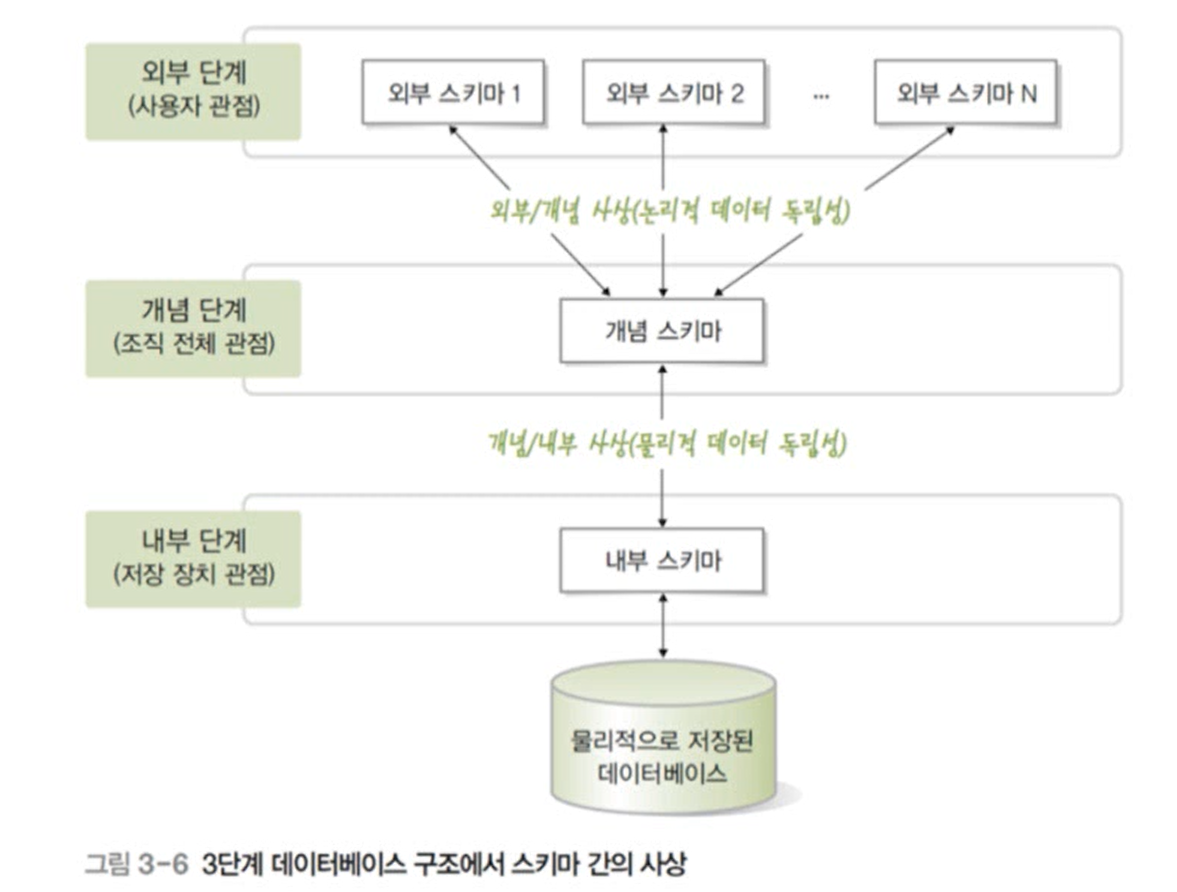 외부 단계
(사용자 관점)
외부 스키마 1
외부 스키마 2
...
외부 스키마 N
외부/개념 사상(논리적 데이터 독립성)
개념 단계
(조직 전체 관점)
개념 스키마
개념/내부 사상(물리적 데이터 독립성)
내부 단계
(저장 장치 관점)
내부 스키마
물리적으로 저장된
데이터베이스
그림 3-6 3단계 데이터베이스 구조에서 스키마 간의 사상